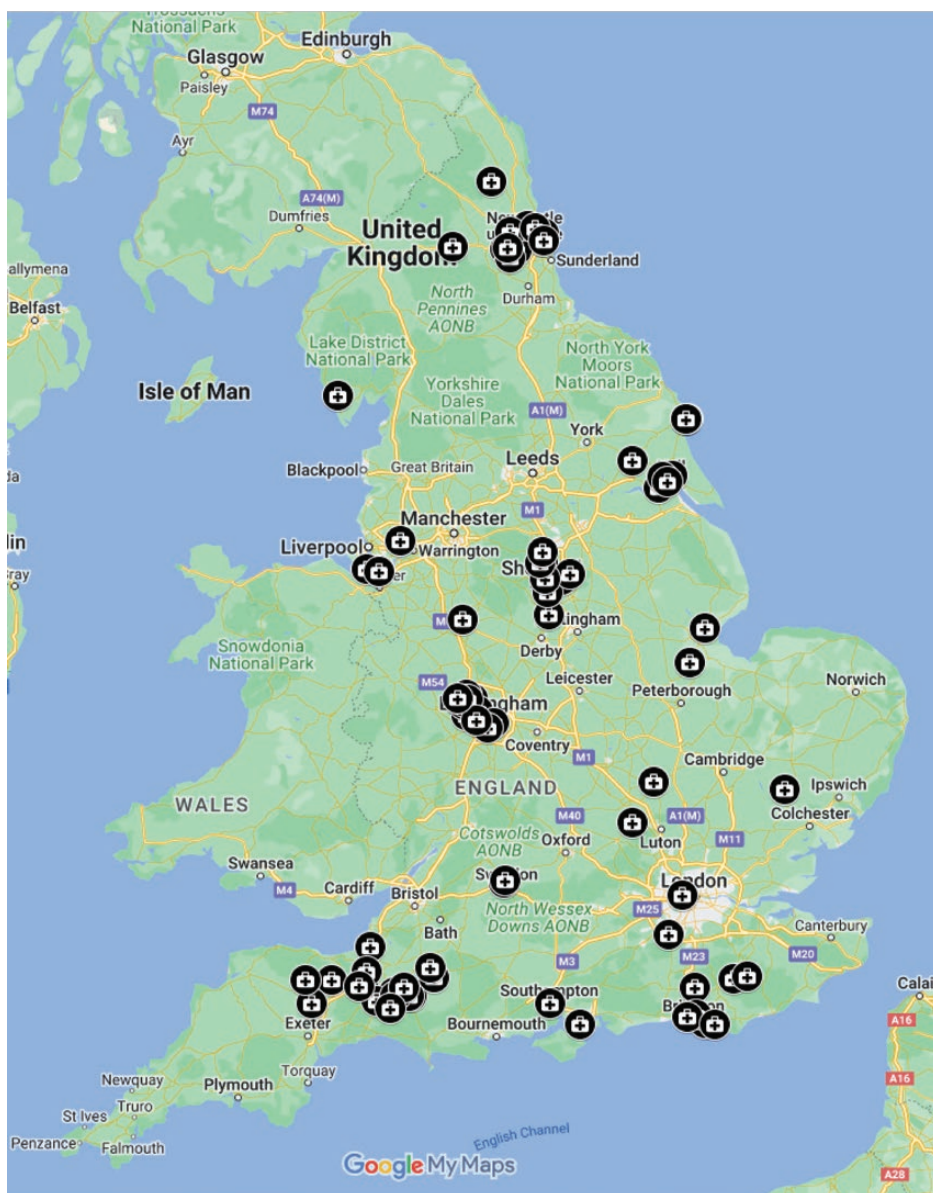 National Park
Edinburgh
Glasgow
Paisley
M74
Ayr
A74(M)
Dumfries
United
Kingdom
Sunderland
allymena
Belfast
Durham
North
Pennines
AONB
Lake District
National Park
North York
Moors
National Park
Isle of Man
Yorkshire
Dales
National Park
A1(M)
York
Leeds
Blackpool
Great Britain
M1
Manchester
Liverpool
Warrington
Derby
Snowdonia
National Park
M54
Leicester
Peterborough
Norwich
Coventry
M1
Cambridge
ENGLAND
WALES
Ipswich
Colchester
M40
A1(M)
M11
Luton
Cotswolds
AONB
Oxford
Swansea
M4
Cardiff
Bristol
London
M25
North Wessex
Downs AONB
Bath
Canterbury
M23
M20
M3
Calai
Southampton
Bournemouth
Exeter
A16
Torquay
Newquay
Plymouth
A16
Truro
St Ives
Penzance
Falmouth
English Channel
Google My Maps
A28